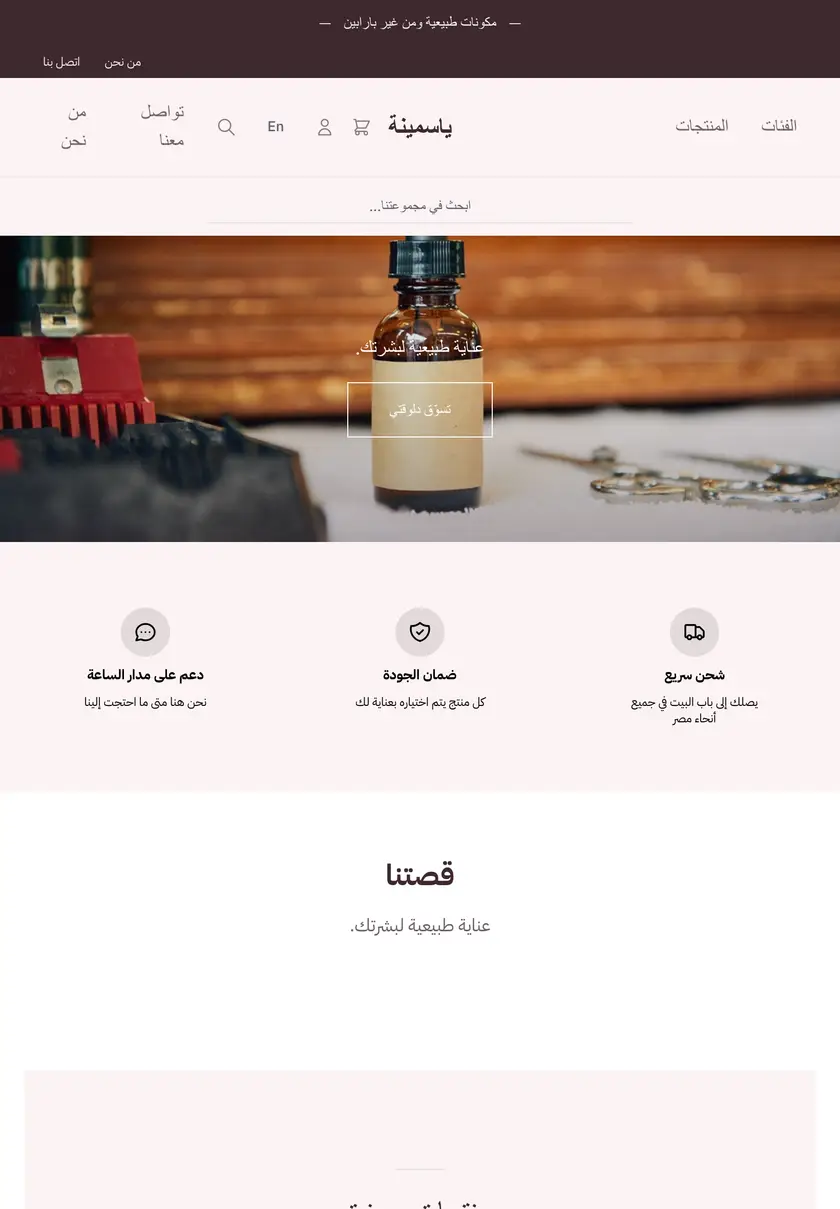 — مكونات طبيعية ومن غير بارابين —
من نحن
اتصل بنا
الفئات
المنتجات
ياسمينة
En
تواصل معنا
من نحن
ابحث في مجموعتنا...
عناية طبيعية لبشرتك.
تسوّق دلوقتي
شحن سريع
يصلك إلى باب البيت في جميع
أنحاء مصر
ضمان الجودة
كل منتج يتم اختياره بعناية لك
دعم على مدار الساعة
نحن هنا متى ما احتجت إلينا
قصتنا
عناية طبيعية لبشرتك.